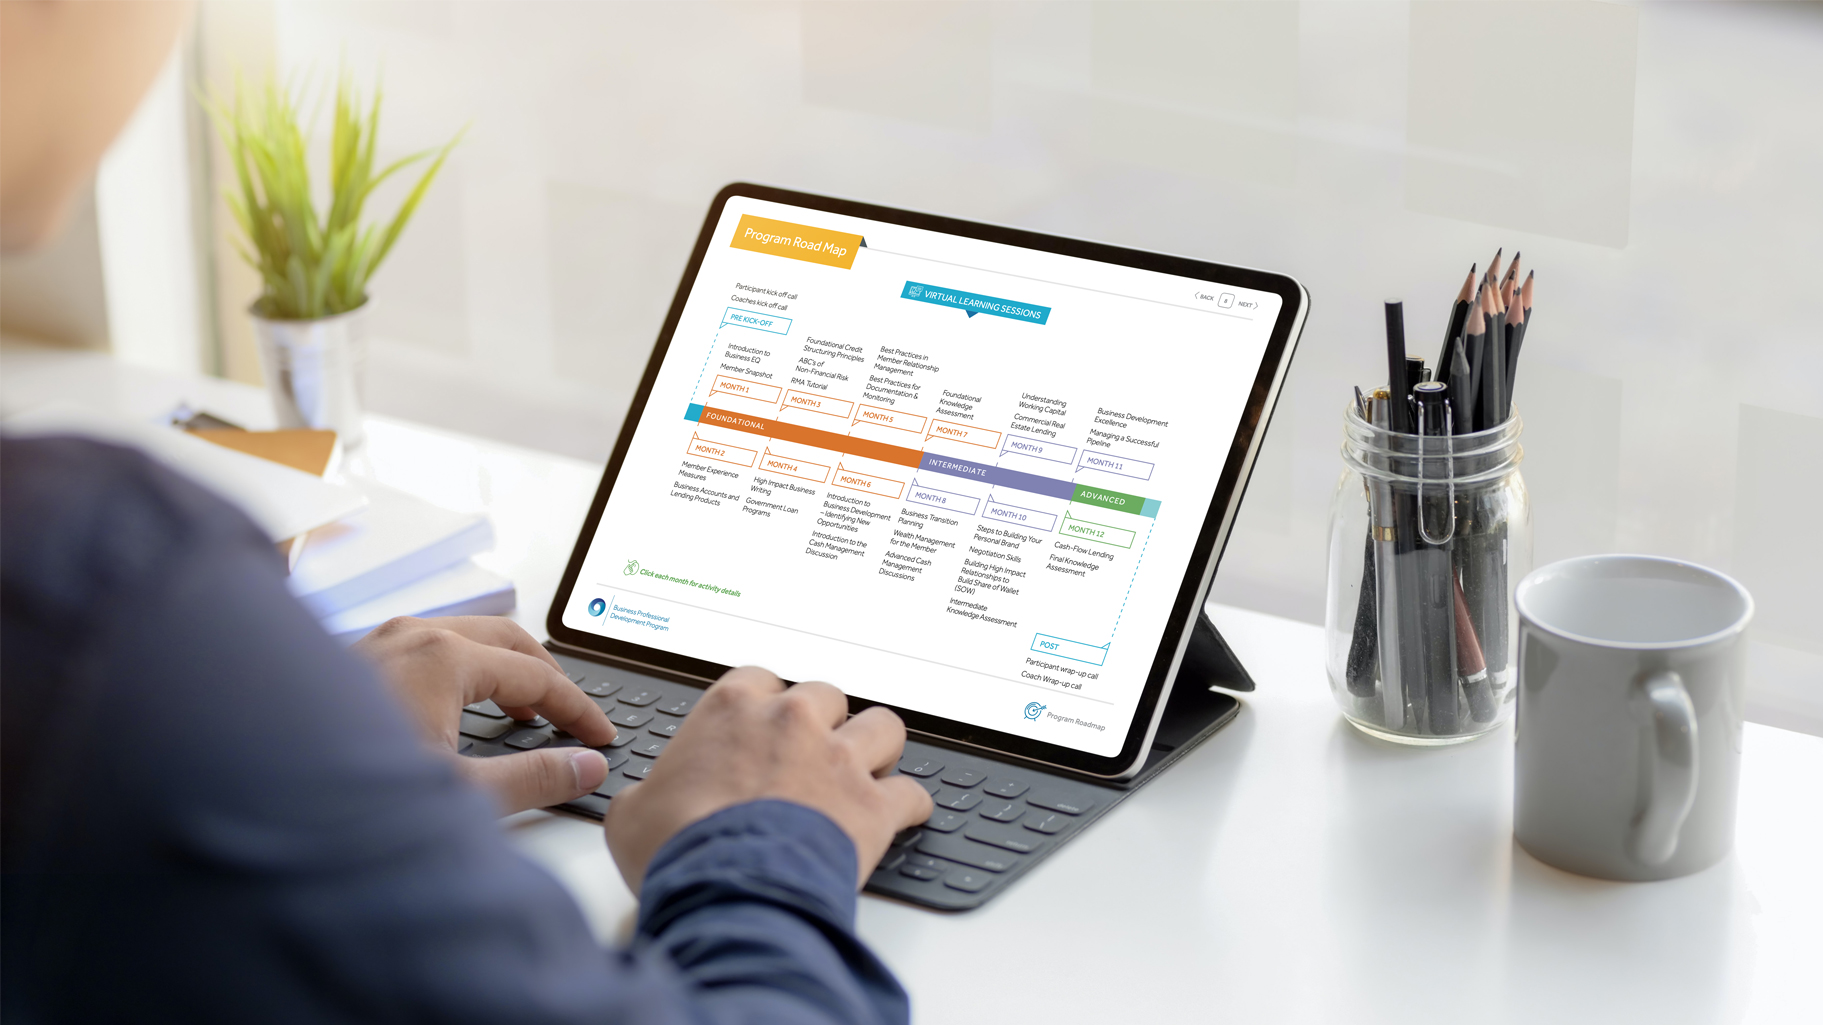 Program Road Map
BACK 8 NEXT
VIRTUAL LEARNING SESSIONS
Participant kick off call
Coaches kick off call
PRE KICK-OFF
Introduction to
Business EQ
Member Snapshot
MONTH 1
Foundational Credit
Structuring Principles
ABC's of
Non-Financial Risk
RMA Tutorial
MONTH 3
Best Practices in
Member Relationship
Management
Best Practices for
Documentation &
Monitoring
MONTH 5
Foundational
Knowledge
Assessment
MONTH 7
Understanding
Working Capital
Commercial Real
Estate Lending
MONTH 9
Business Development
Excellence
Managing a Successful
Pipeline
MONTH 11
FOUNDATIONAL
INTERMEDIATE
ADVANCED
MONTH 2
Member Experience
Measures
Business Accounts and
Lending Products
MONTH 4
High Impact Business
Writing
Government Loan
Programs
MONTH 6
Introduction to
Business Development
– Identifying New
Opportunities
Introduction to the
Cash Management
Discussion
MONTH 8
Business Transition
Planning
Wealth Management
for the Member
Advanced Cash
Management
Discussions
MONTH 10
Steps to Building Your
Personal Brand
Negotiation Skills
Building High Impact
Relationships to
Build Share of Wallet
(SOW)
Intermediate
Knowledge Assessment
MONTH 12
Cash-Flow Lending
Final Knowledge
Assessment
POST
Participant wrap-up call
Coach Wrap-up call
Click each month for activity details
Business Professional
Development Program
Program Roadmap